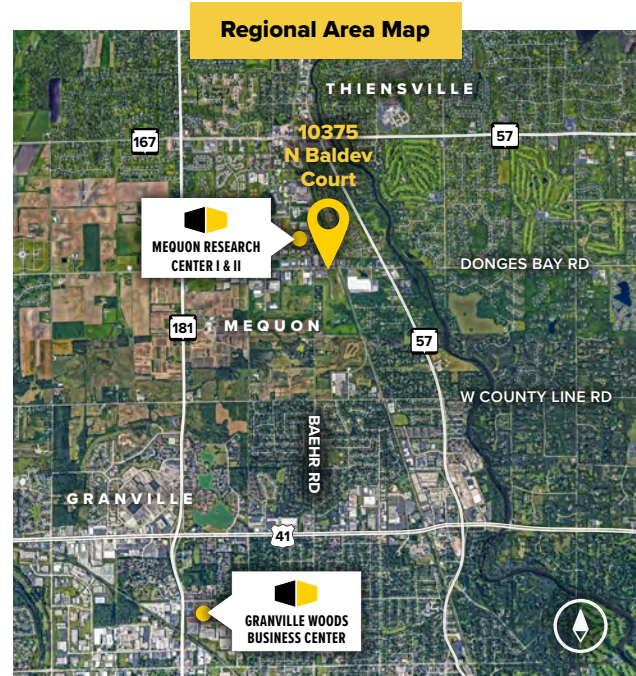 Regional Area Map
THIENSVILLE
10375
N Baldev
Court
167
57
MEQUON RESEARCH
CENTER I & II
DONGES BAY RD
MEQUON
181
57
W COUNTY LINE RD
BAEHR RD
GRANVILLE
41
GRANVILLE WOODS
BUSINESS CENTER